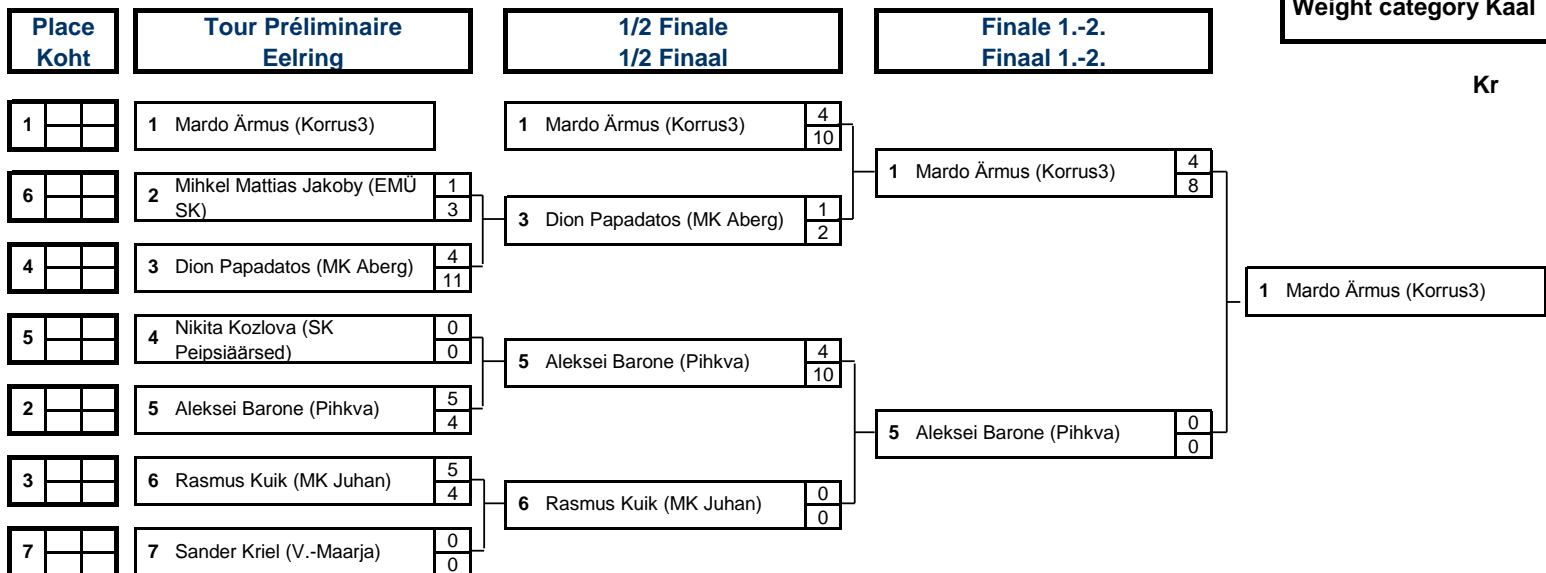 Weight category Kaal
Place
Koht
Tour Préliminaire
Eelring
1/2 Finale
1/2 Finaal
Finale 1.-2.
Finaal 1.-2.
Kr
1
1 Mardo Ärmus (Korrus3)
1 Mardo Ärmus (Korrus3)
4
10
1 Mardo Ärmus (Korrus3)
4
8
6
2
Mihkel Mattias Jakoby (EMÜ
SK)
1
3
3 Dion Papadatos (MK Aberg)
1
2
4
3 Dion Papadatos (MK Aberg)
4
11
1 Mardo Ärmus (Korrus3)
5
4
Nikita Kozlova (SK
Peipsiäärsed)
0
0
5 Aleksei Barone (Pihkva)
4
10
2
5 Aleksei Barone (Pihkva)
5
4
5 Aleksei Barone (Pihkva)
0
0
3
6 Rasmus Kuik (MK Juhan)
5
4
6 Rasmus Kuik (MK Juhan)
0
0
7
7 Sander Kriel (V.-Maarja)
0
0